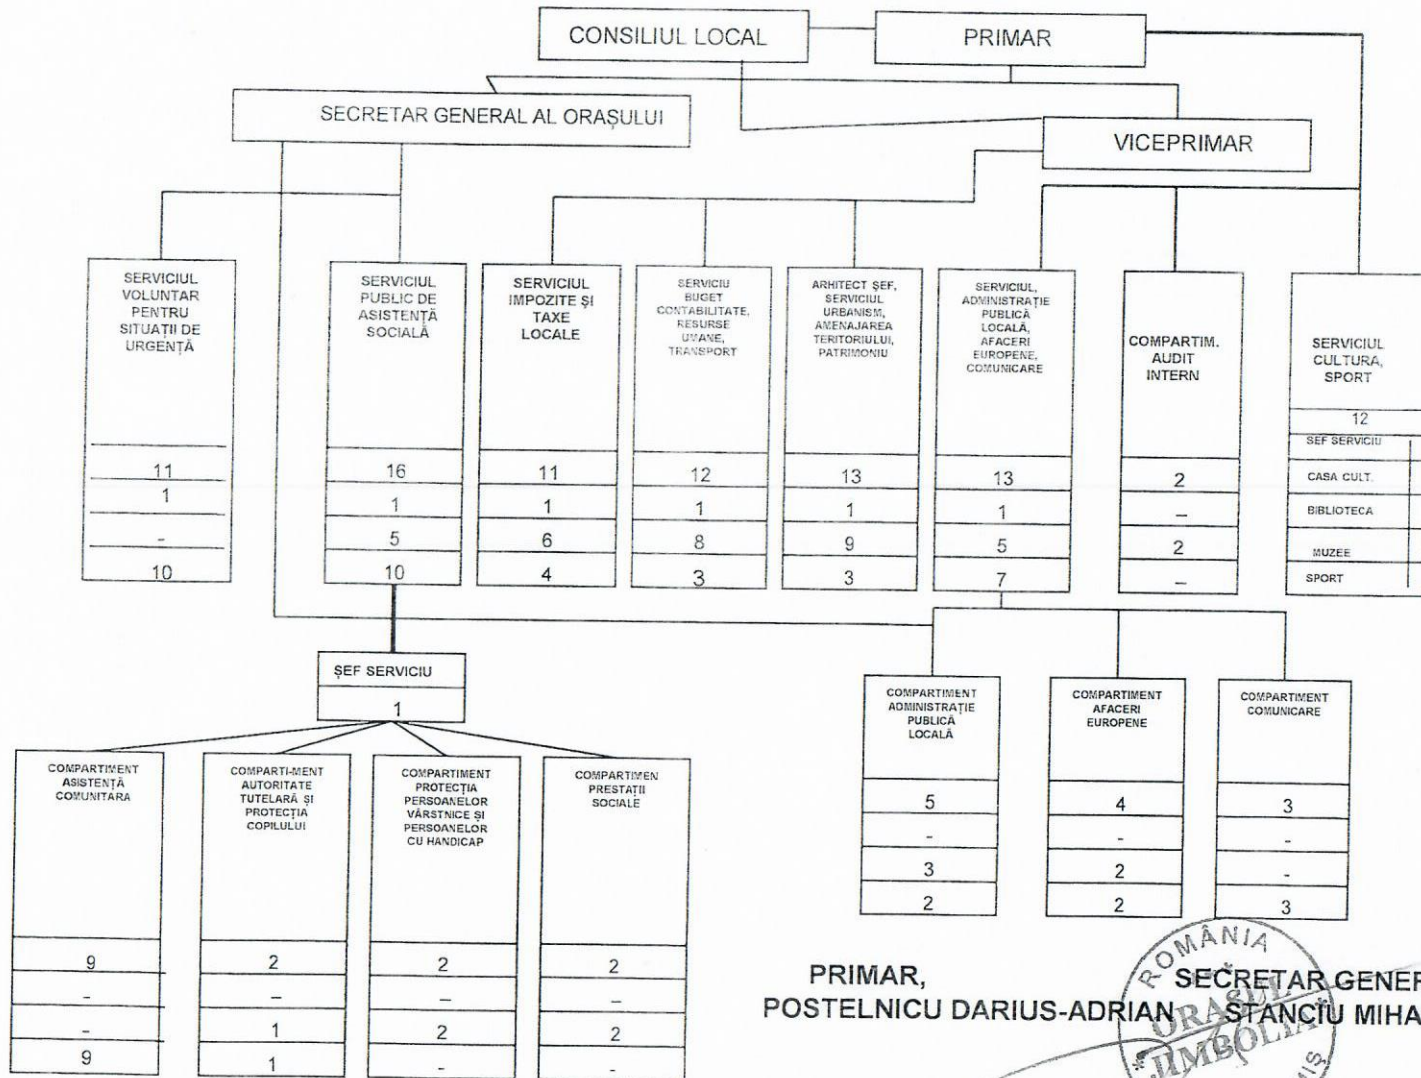 CONSILIUL LOCAL
PRIMAR
SECRETAR GENERAL AL ORAȘULUI
VICEPRIMAR
SERVICIUL
VOLUNTAR
PENTRU
SITUAȚII DE
URGENȚĂ
11
1
-
10
SERVICIUL
PUBLIC DE
ASISTENȚĂ
SOCIALĂ
16
1
5
10
SERVICIUL
IMPOZITE ȘI
TAXE
LOCALE
11
1
6
4
SERVICIU
BUGET
CONTABILITATE,
RESURSE
UMANE,
TRANSPORT
12
1
8
3
ARHITECT ȘEF,
SERVICIUL
URBANISM,
AMENAJAREA
TERITORIULUI,
PATRIMONIU
13
1
9
3
SERVICIUL,
ADMINISTRAȚIE
PUBLICĂ
LOCALĂ,
AFACERI
EUROPENE,
COMUNICARE
13
1
5
7
COMPARTIM.
AUDIT
INTERN
2
–
2
–
SERVICIUL
CULTURA,
SPORT
12
SEF SERVICIU
CASA CULT.
BIBLIOTECA
MUZEE
SPORT
ȘEF SERVICIU
1
COMPARTIMENT
ADMINISTRAȚIE
PUBLICĂ
LOCALĂ
5
-
3
2
COMPARTIMENT
AFACERI
EUROPENE
4
-
2
2
COMPARTIMENT
COMUNICARE
3
-
-
3
COMPARTIMENT
ASISTENȚĂ
COMUNITARA
9
-
-
9
COMPARTI-MENT
AUTORITATE
TUTELARĂ ȘI
PROTECȚIA
COPILULUI
2
–
1
1
COMPARTIMENT
PROTECȚIA
PERSOANELOR
VÂRSTNICE ȘI
PERSOANELOR
CU HANDICAP
2
–
2
-
COMPARTIMEN
PRESTAȚII
SOCIALE
2
–
2
-
PRIMAR,
POSTELNICU DARIUS-ADRIAN
SECRETAR GENER
STANCIU MIHA
ROMÂNIA
ORAȘUL
JIMBOLIA